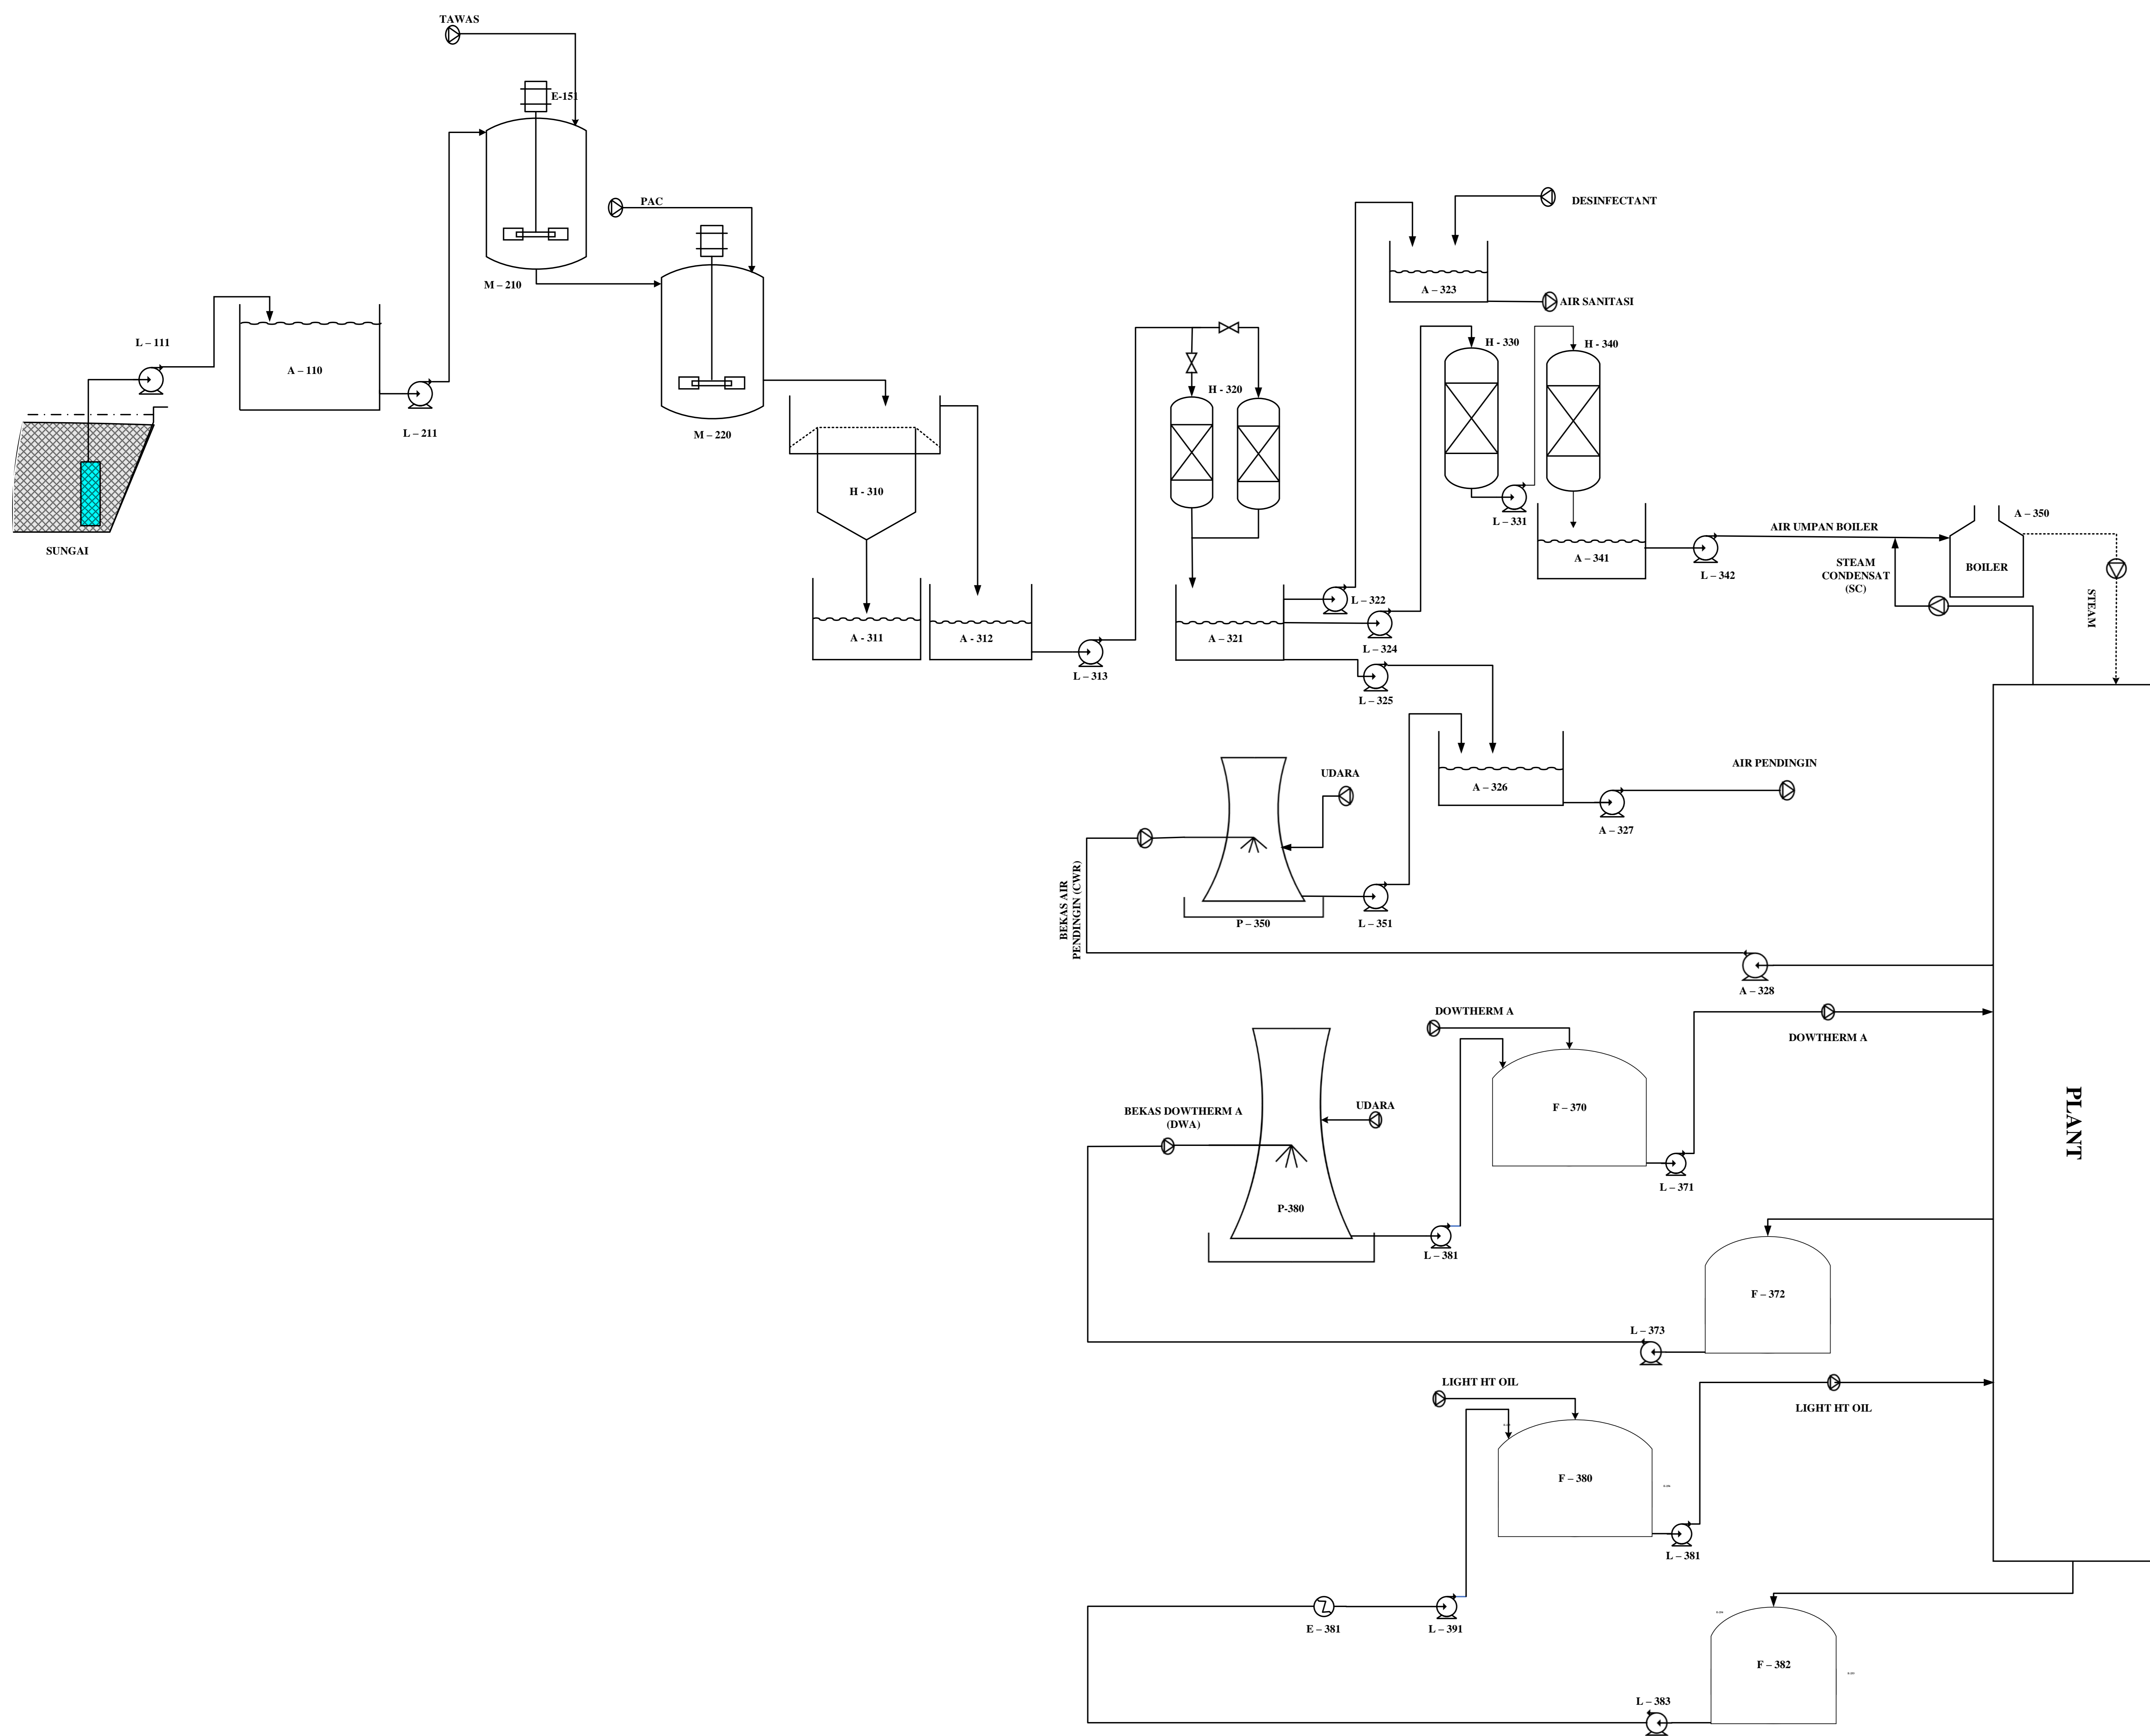 TAWAS
E-151
M – 210
PAC
M – 220
L – 111
A – 110
L – 211
SUNGAI
H - 310
A - 311
A - 312
L – 313
H - 320
A – 321
L – 322
L – 324
L – 325
DESINFECTANT
A – 323
AIR SANITASI
H - 330
H - 340
L – 331
A – 341
L – 342
AIR UMPAN BOILER
STEAM
CONDENSAT
(SC)
A – 350
BOILER
STEAM
UDARA
A – 326
AIR PENDINGIN
A – 327
BEKAS AIR
PENDINGIN (CWR)
P – 350
L – 351
A – 328
DOWTHERM A
DOWTHERM A
BEKAS DOWTHERM A
(DWA)
UDARA
F – 370
P-380
L – 381
L – 371
PLANT
F – 372
L – 373
LIGHT HT OIL
LIGHT HT OIL
F – 380
L – 381
E – 381
L – 391
F – 382
L – 383